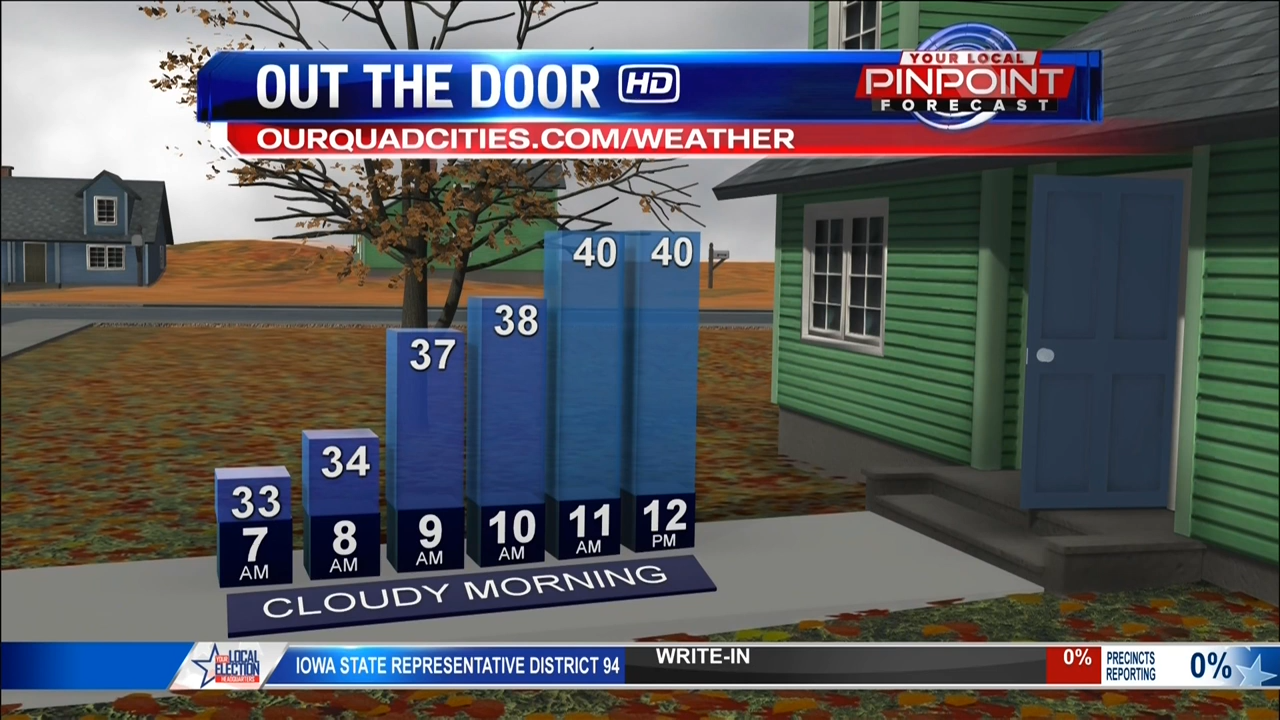 OUT THE DOOR HD
YOUR LOCAL
PINPOINT
FORECAST
OURQUADCITIES.COM/WEATHER
40 40
38
37
34
33
7 AM
8 AM
9 AM
10 AM
11 AM
12 PM
CLOUDY MORNING
YOUR LOCAL
ELECTION
HEADQUARTERS
IOWA STATE REPRESENTATIVE DISTRICT 94
WRITE-IN
0%
PRECINCTS
REPORTING
0%